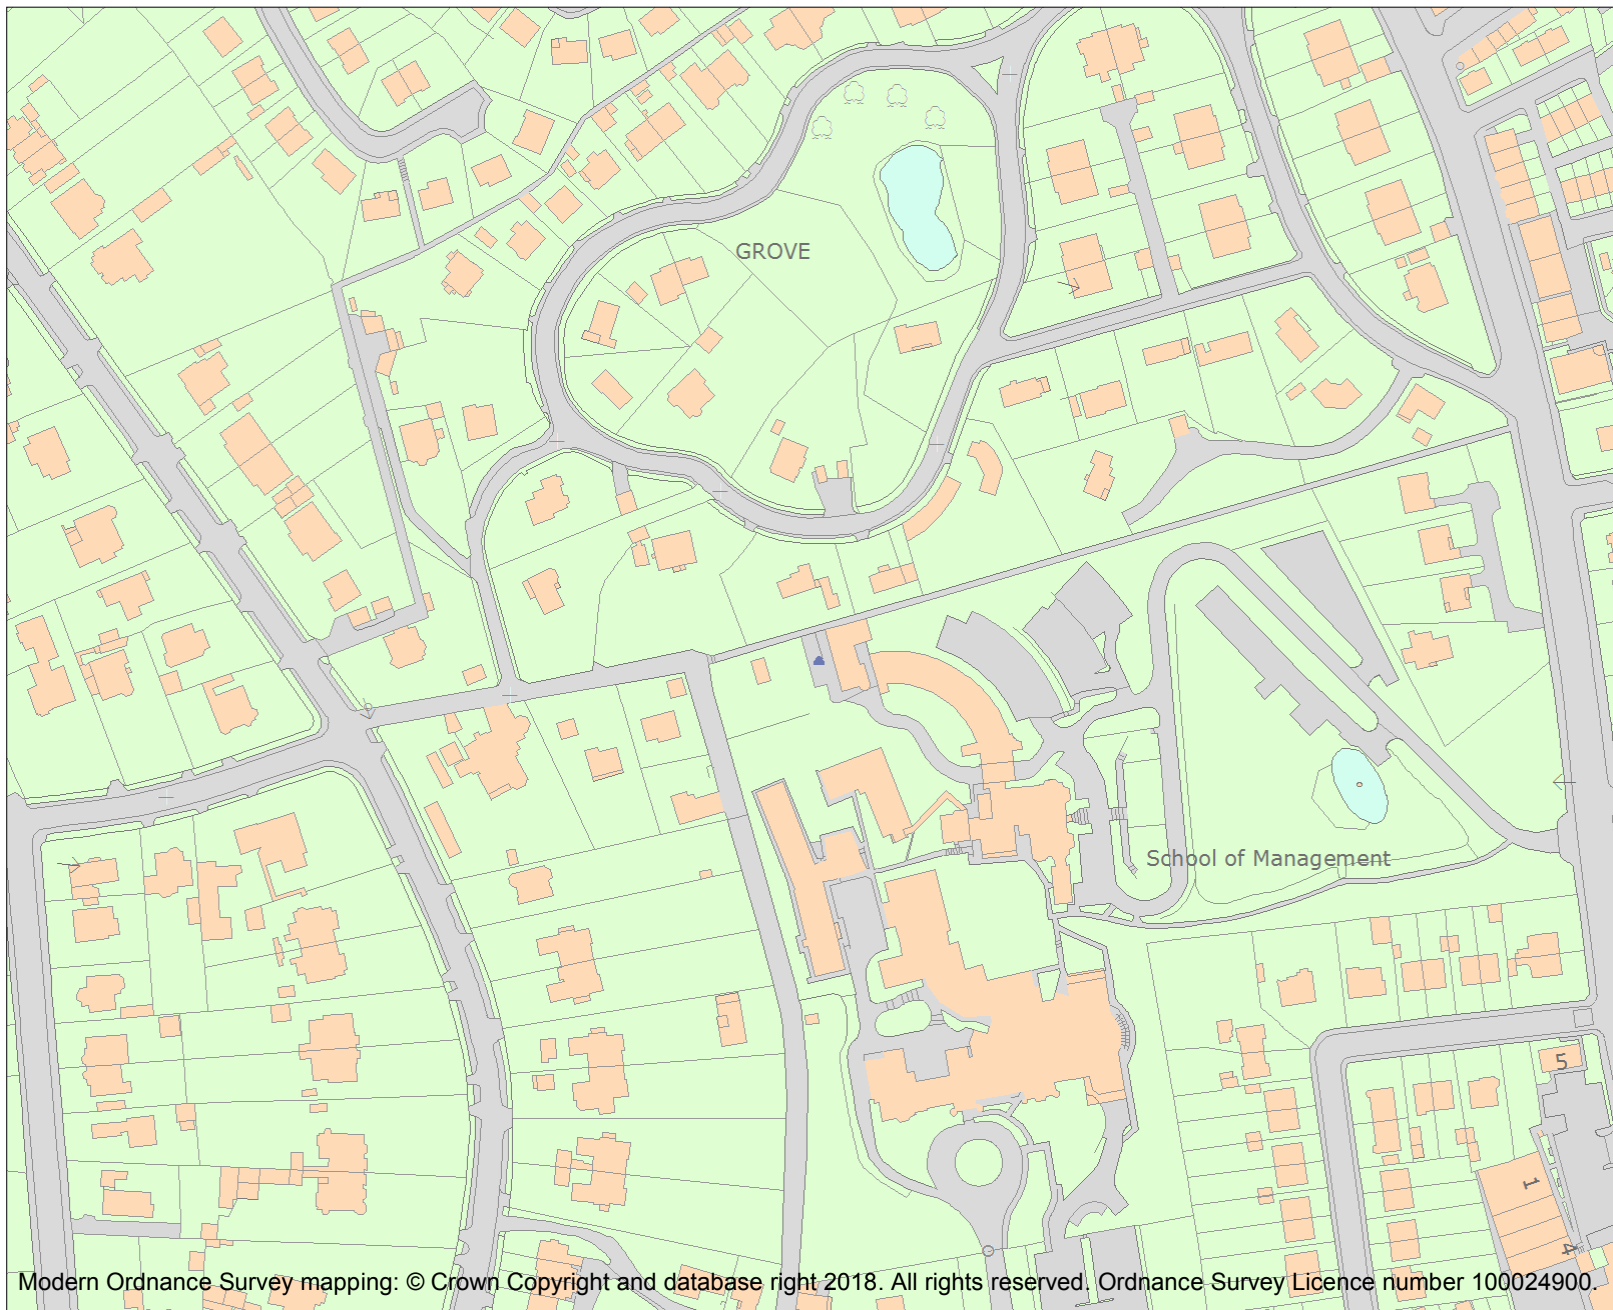 GROVE
School of Management
5
1
4
Modern Ordnance Survey mapping: © Crown Copyright and database right 2018. All rights reserved. Ordnance Survey Licence number 100024900.